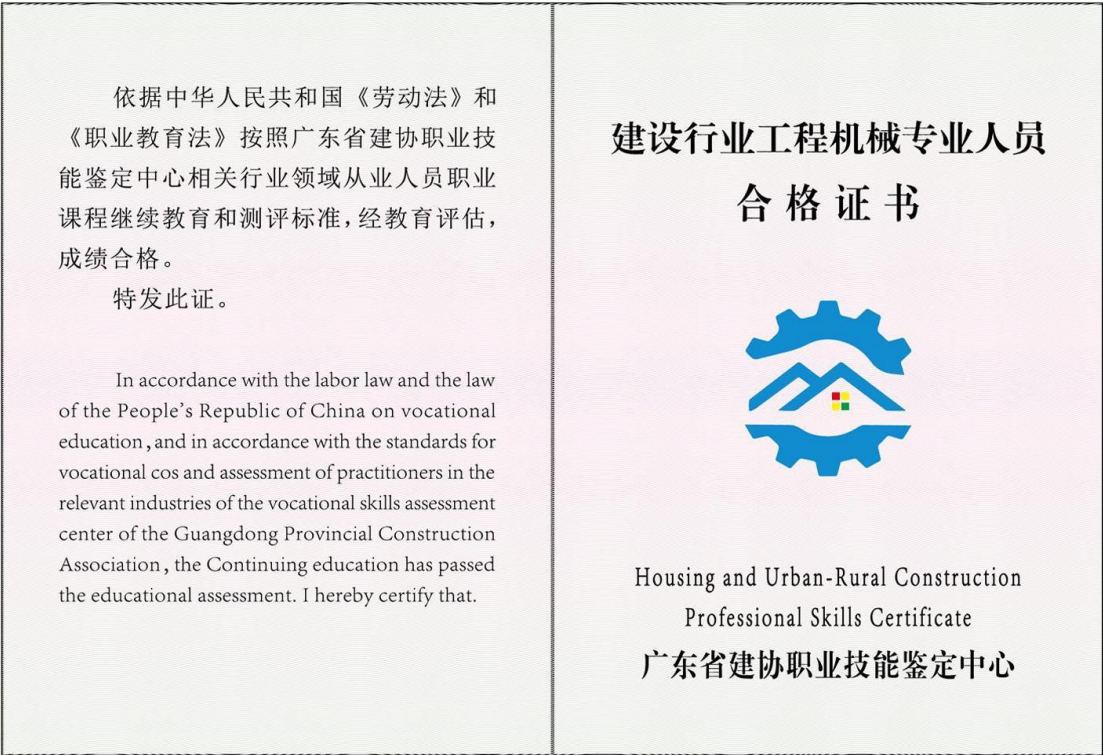 依据中华人民共和国《劳动法》和
《职业教育法》按照广东省建协职业技
能鉴定中心相关行业领域从业人员职业
课程继续教育和测评标准，经教育评估，
成绩合格。
特发此证。
In accordance with the labor law and the law
of the People's Republic of China on vocational
education, and in accordance with the standards for
vocational cos and assessment of practitioners in the
relevant industries of the vocational skills assessment
center of the Guangdong Provincial Construction
Association, the Continuing education has passed
the educational assessment. I hereby certify that.
建设行业工程机械专业人员
合格证书
Housing and Urban-Rural Construction
Professional Skills Certificate
广东省建协职业技能鉴定中心